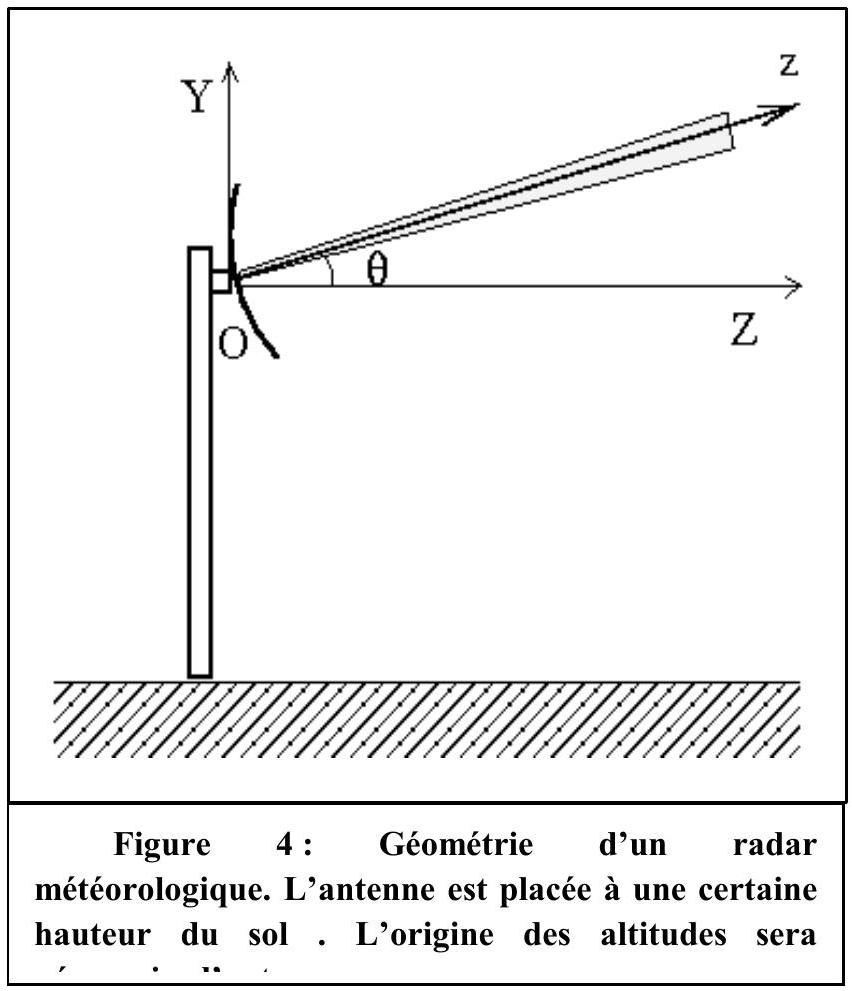 Y
z
θ
Z
O
Figure 4 : Géométrie d’un radar
météorologique. L’antenne est placée à une certaine
hauteur du sol . L’origine des altitudes sera